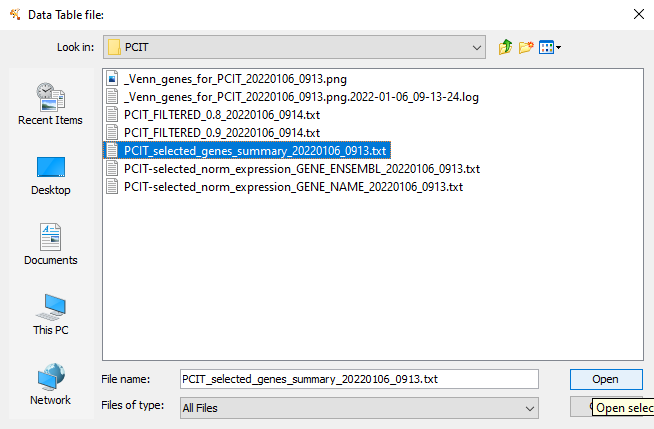 Data Table file:
Look in:
PCIT
_Venn_genes_for_PCIT_20220106_0913.png
_Venn_genes_for_PCIT_20220106_0913.png.2022-01-06_09-13-24.log
PCIT_FILTERED_0.8_20220106_0914.txt
PCIT_FILTERED_0.9_20220106_0914.txt
PCIT_selected_genes_summary_20220106_0913.txt
PCIT-selected_norm_expression_GENE_ENSEMBL_20220106_0913.txt
PCIT-selected_norm_expression_GENE_NAME_20220106_0913.txt
Recent Items
Desktop
Documents
This PC
Network
File name:
PCIT_selected_genes_summary_20220106_0913.txt
Open
Files of type:
All Files
Open selec